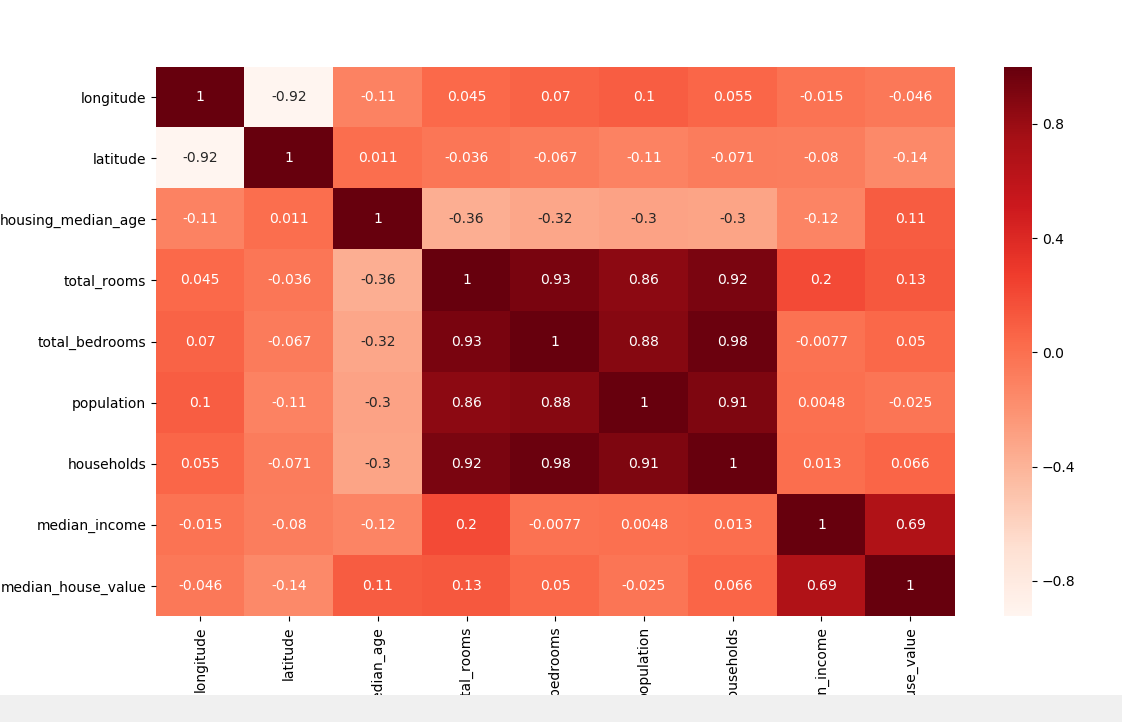 longitude 1 -0.92 -0.11 0.045 0.07 0.1 0.055 -0.015 -0.046
latitude -0.92 1 0.011 -0.036 -0.067 -0.11 -0.071 -0.08 -0.14
housing_median_age -0.11 0.011 1 -0.36 -0.32 -0.3 -0.3 -0.12 0.11
total_rooms 0.045 -0.036 -0.36 1 0.93 0.86 0.92 0.2 0.13
total_bedrooms 0.07 -0.067 -0.32 0.93 1 0.88 0.98 -0.0077 0.05
population 0.1 -0.11 -0.3 0.86 0.88 1 0.91 0.0048 -0.025
households 0.055 -0.071 -0.3 0.92 0.98 0.91 1 0.013 0.066
median_income -0.015 -0.08 -0.12 0.2 -0.0077 0.0048 0.013 1 0.69
median_house_value -0.046 -0.14 0.11 0.13 0.05 -0.025 0.066 0.69 1
longitude latitude edian_age tal_rooms bedrooms opulation ouseholds n_income use_value
0.8
0.4
0.0
−0.4
−0.8